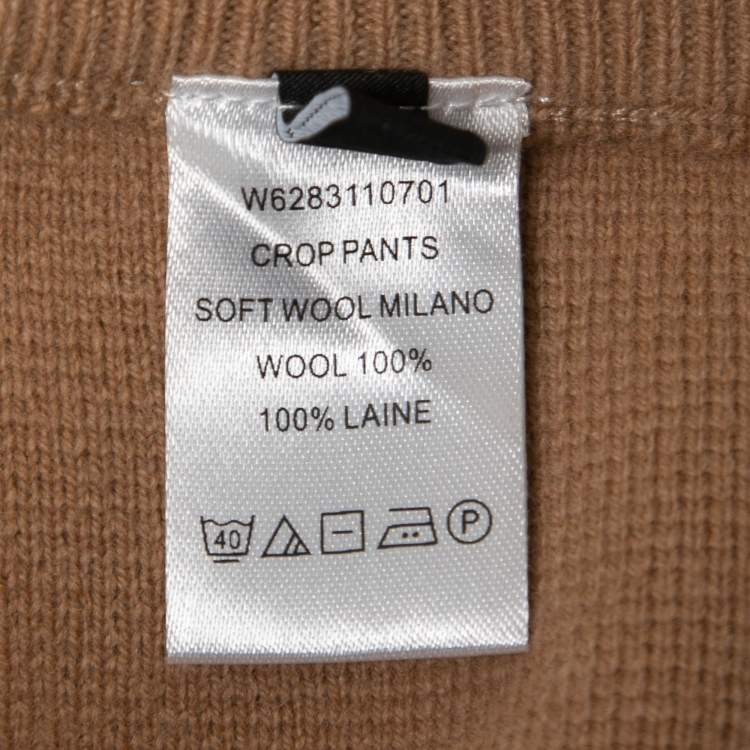 W6283110701
CROP PANTS
SOFT WOOL MILANO
WOOL 100%
100% LAINE
40 P